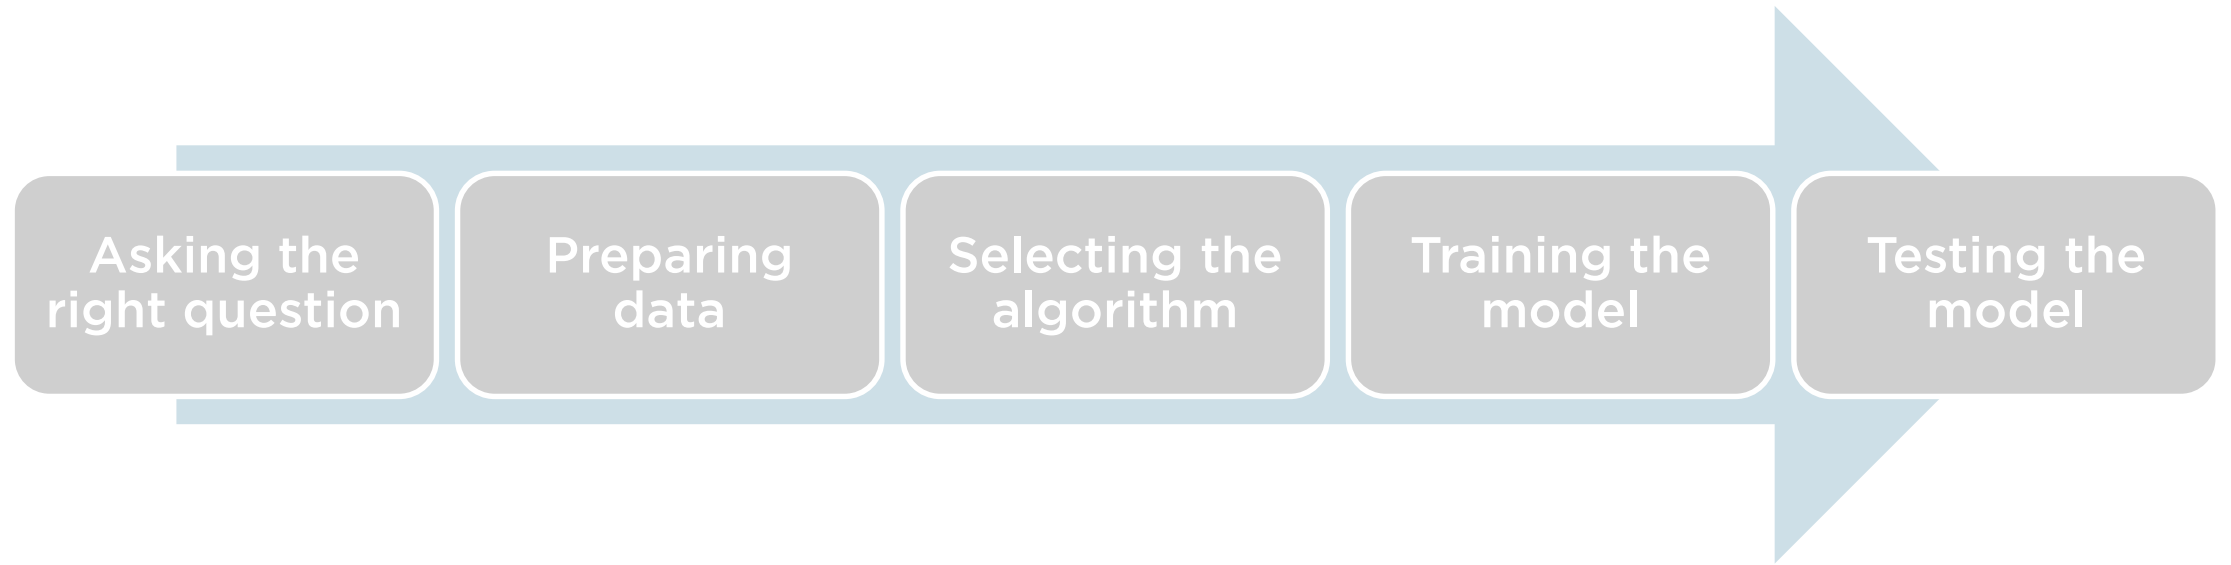 Asking the
right question
Preparing
data
Selecting the
algorithm
Training the
model
Testing the
model